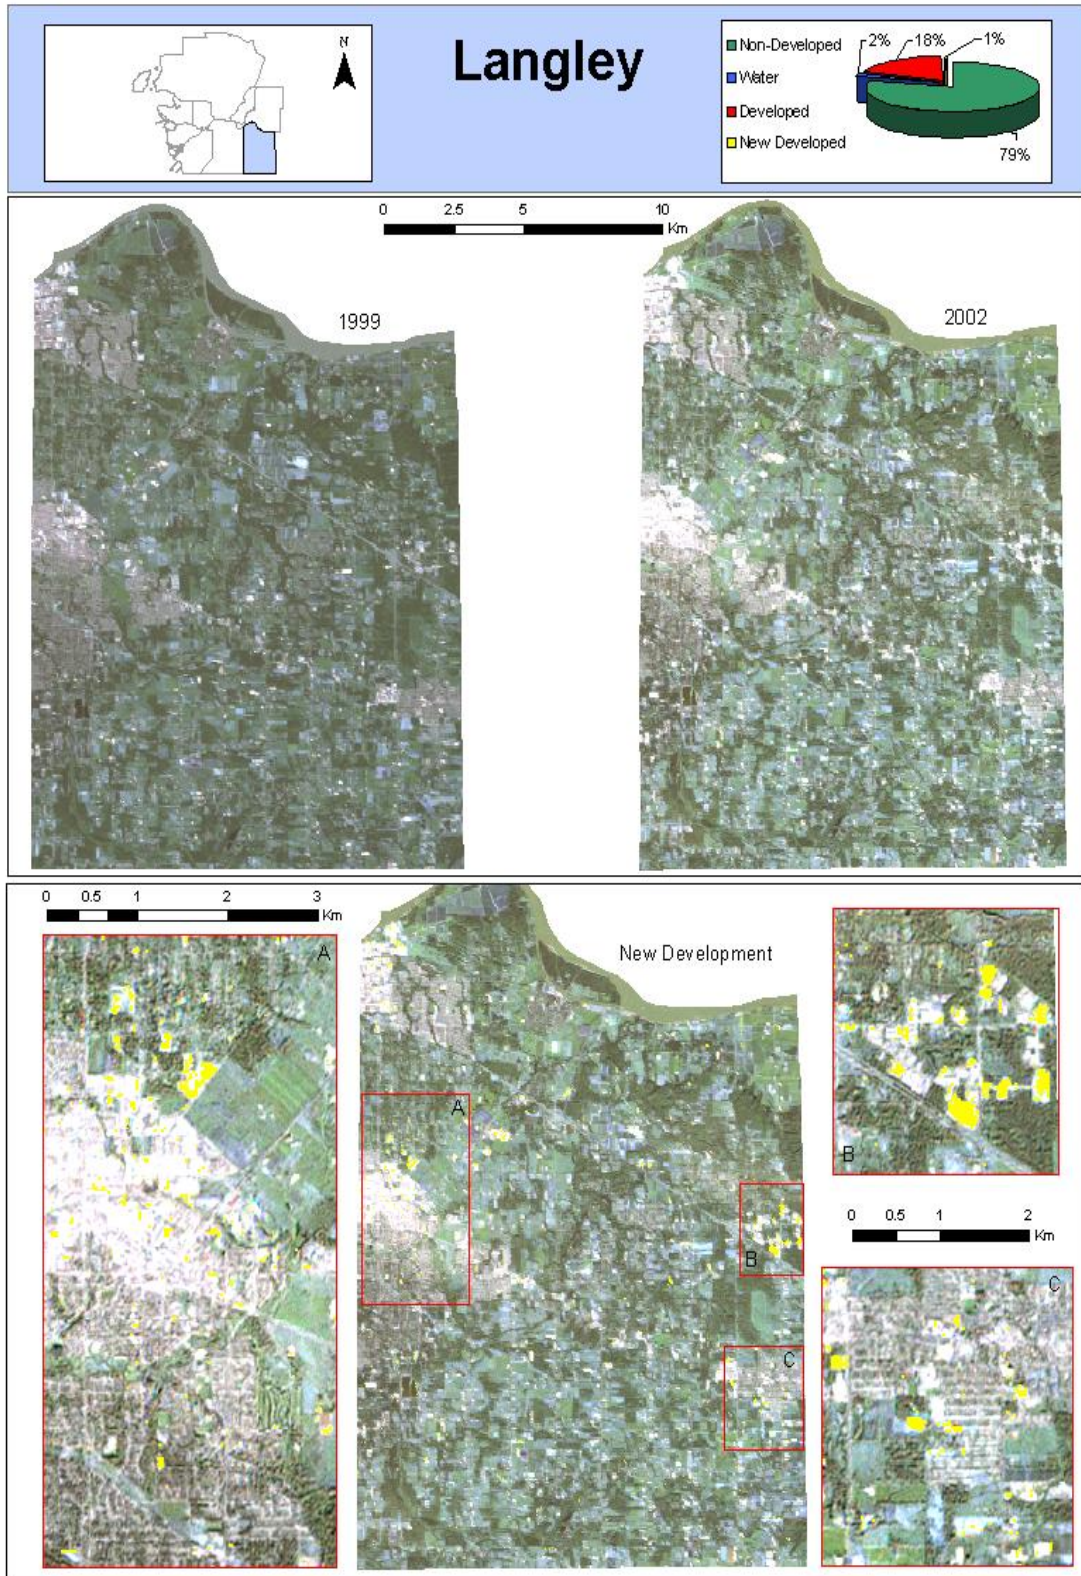 N
Langley
Non-Developed
Water
Developed
New Developed
2%
18%
1%
79%
0 2.5 5 10
Km
1999
2002
0 0.5 1 2 3
Km
A
New Development
A
B
C
B
0 0.5 1 2
Km
C